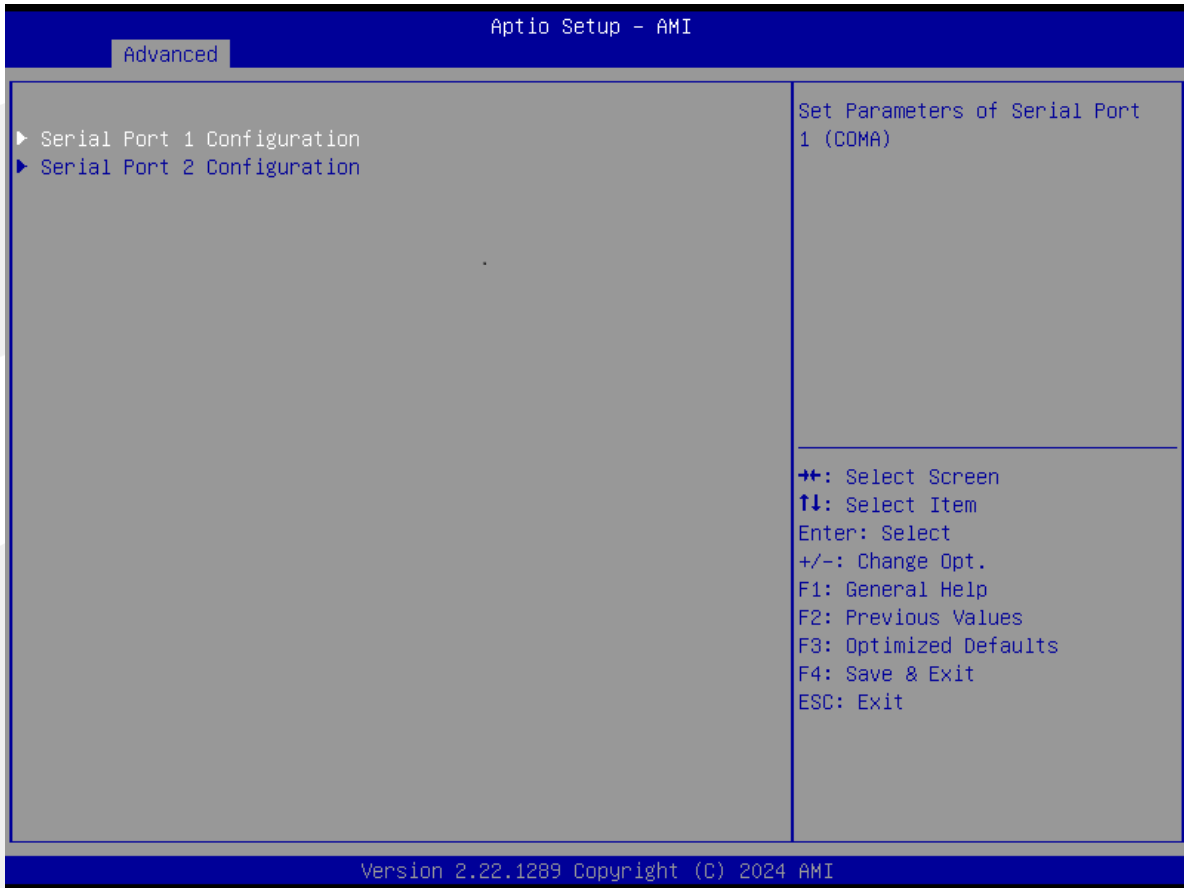 Aptio Setup – AMI
Advanced
Serial Port 1 Configuration
Serial Port 2 Configuration
Set Parameters of Serial Port
1 (COMA)
→←: Select Screen
↑↓: Select Item
Enter: Select
+/-: Change Opt.
F1: General Help
F2: Previous Values
F3: Optimized Defaults
F4: Save & Exit
ESC: Exit
Version 2.22.1289 Copyright (C) 2024 AMI